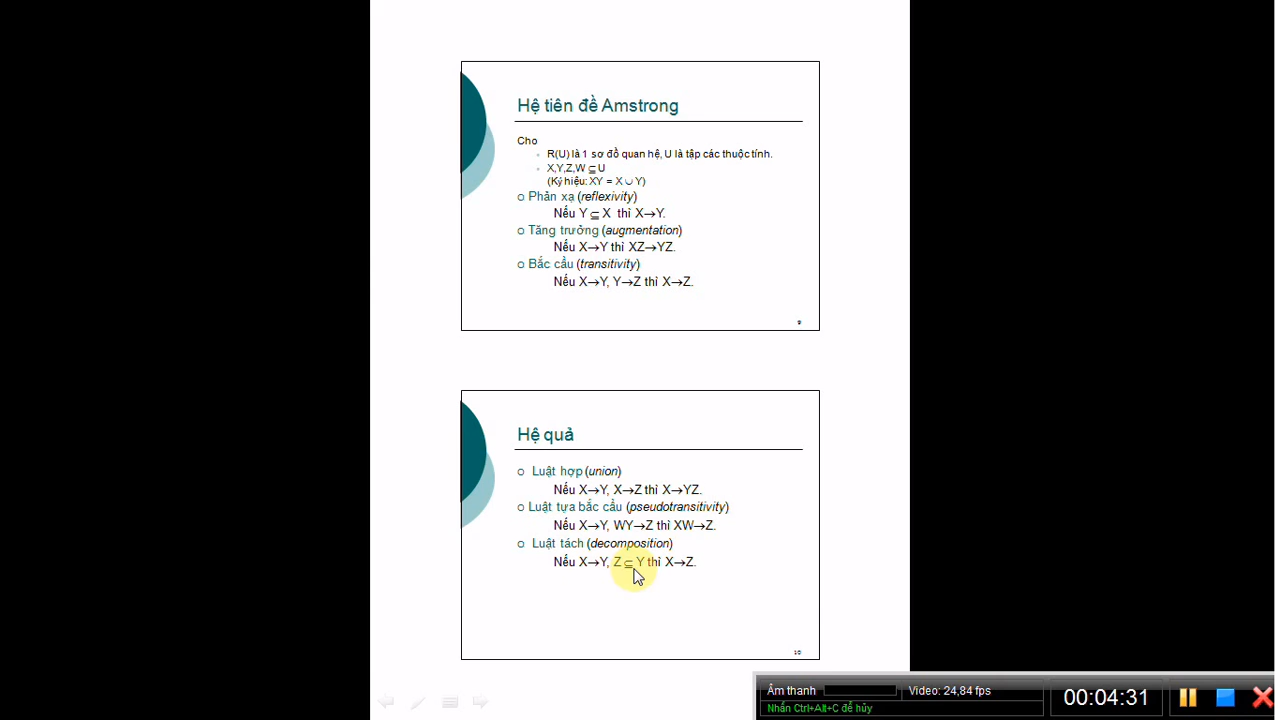 Hệ tiên đề Amstrong
Cho
R(U) là 1 sơ đồ quan hệ, U là tập các thuộc tính.
X,Y,Z,W ⊆ U
(Ký hiệu: XY = X ∪ Y)
o Phản xạ (reflexivity)
Nếu Y ⊆ X thì X→Y.
o Tăng trưởng (augmentation)
Nếu X→Y thì XZ→YZ.
o Bắc cầu (transitivity)
Nếu X→Y, Y→Z thì X→Z.
9
Hệ quả
o Luật hợp (union)
Nếu X→Y, X→Z thì X→YZ.
o Luật tựa bắc cầu (pseudotransitivity)
Nếu X→Y, WY→Z thì XW→Z.
o Luật tách (decomposition)
Nếu X→Y, Z ⊆ Y thì X→Z.
10
Âm thanh Video: 24,84 fps
Nhấn Ctrl+Alt+C để hủy
00:04:31